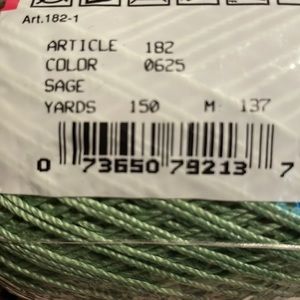 Art.182-1
ARTICLE 182
COLOR 0625
SAGE
YARDS 150 M 137
0 73650 79213 7